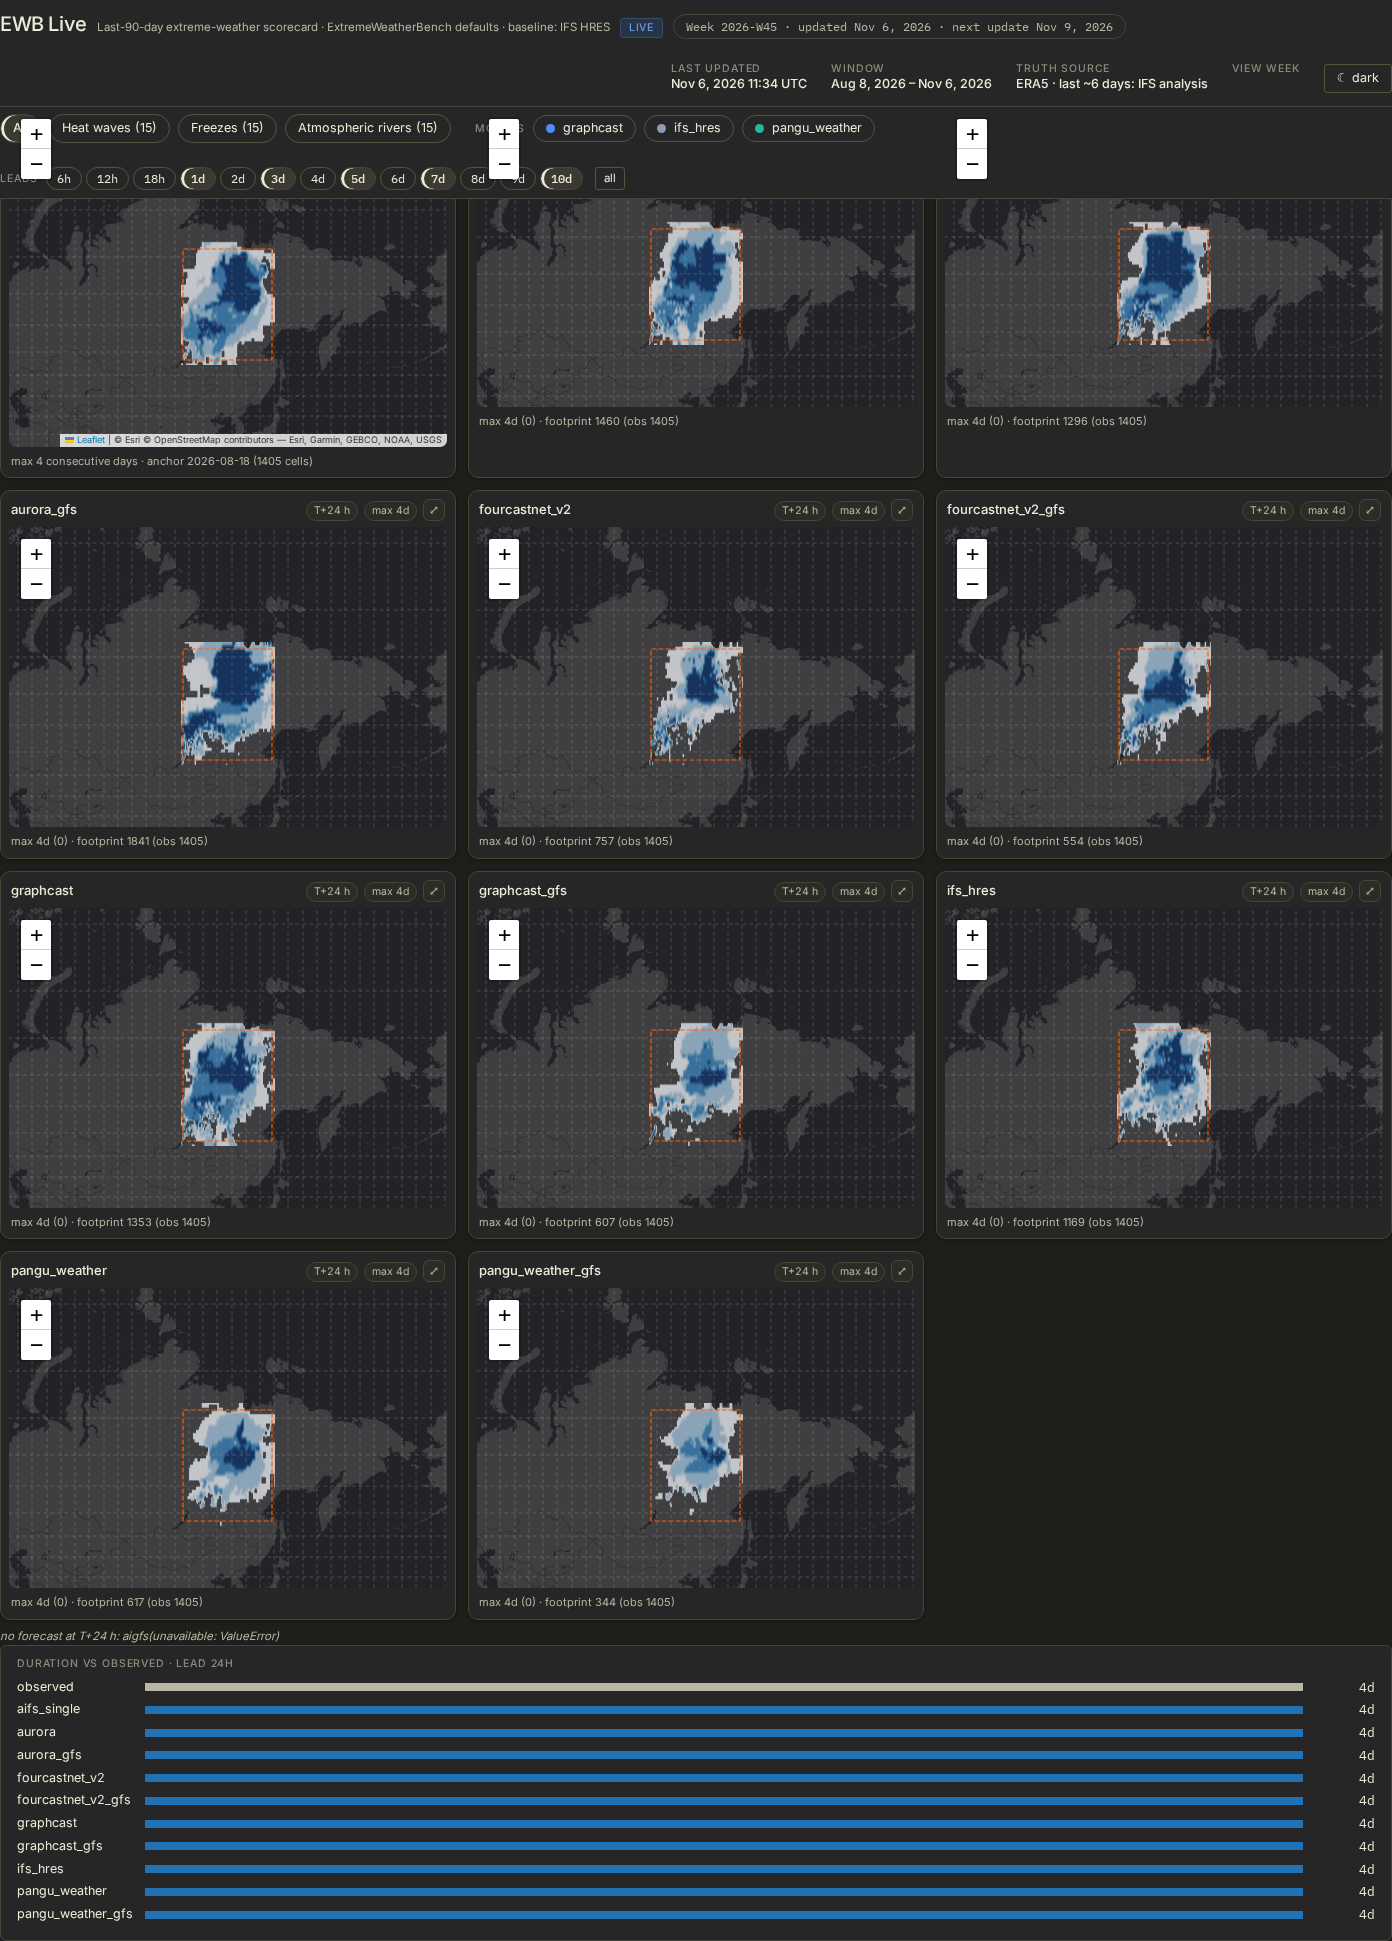 EWB Live Last-90-day extreme-weather scorecard · ExtremeWeatherBench defaults · baseline: IFS HRES LIVE Week 2026-W45 · updated Nov 6, 2026 · next update Nov 9, 2026
LAST UPDATED WINDOW TRUTH SOURCE VIEW WEEK
Nov 6, 2026 11:34 UTC Aug 8, 2026 – Nov 6, 2026 ERA5 · last ~6 days: IFS analysis ☾ dark
+ Heat waves (15) Freezes (15) Atmospheric rivers (15) + graphcast ifs_hres pangu_weather +
− − −
LEADS 6h 12h 18h 1d 2d 3d 4d 5d 6d 7d 8d 9d 10d all
Leaflet | © Esri © OpenStreetMap contributors — Esri, Garmin, GEBCO, NOAA, USGS
max 4 consecutive days · anchor 2026-08-18 (1405 cells)
max 4d (0) · footprint 1460 (obs 1405)
max 4d (0) · footprint 1296 (obs 1405)
aurora_gfs T+24 h max 4d ⤢
+
−
max 4d (0) · footprint 1841 (obs 1405)
fourcastnet_v2 T+24 h max 4d ⤢
+
−
max 4d (0) · footprint 757 (obs 1405)
fourcastnet_v2_gfs T+24 h max 4d ⤢
+
−
max 4d (0) · footprint 554 (obs 1405)
graphcast T+24 h max 4d ⤢
+
−
max 4d (0) · footprint 1353 (obs 1405)
graphcast_gfs T+24 h max 4d ⤢
+
−
max 4d (0) · footprint 607 (obs 1405)
ifs_hres T+24 h max 4d ⤢
+
−
max 4d (0) · footprint 1169 (obs 1405)
pangu_weather T+24 h max 4d ⤢
+
−
max 4d (0) · footprint 617 (obs 1405)
pangu_weather_gfs T+24 h max 4d ⤢
+
−
max 4d (0) · footprint 344 (obs 1405)
no forecast at T+24 h: aigfs(unavailable: ValueError)
DURATION VS OBSERVED · LEAD 24H
observed 4d
aifs_single 4d
aurora 4d
aurora_gfs 4d
fourcastnet_v2 4d
fourcastnet_v2_gfs 4d
graphcast 4d
graphcast_gfs 4d
ifs_hres 4d
pangu_weather 4d
pangu_weather_gfs 4d